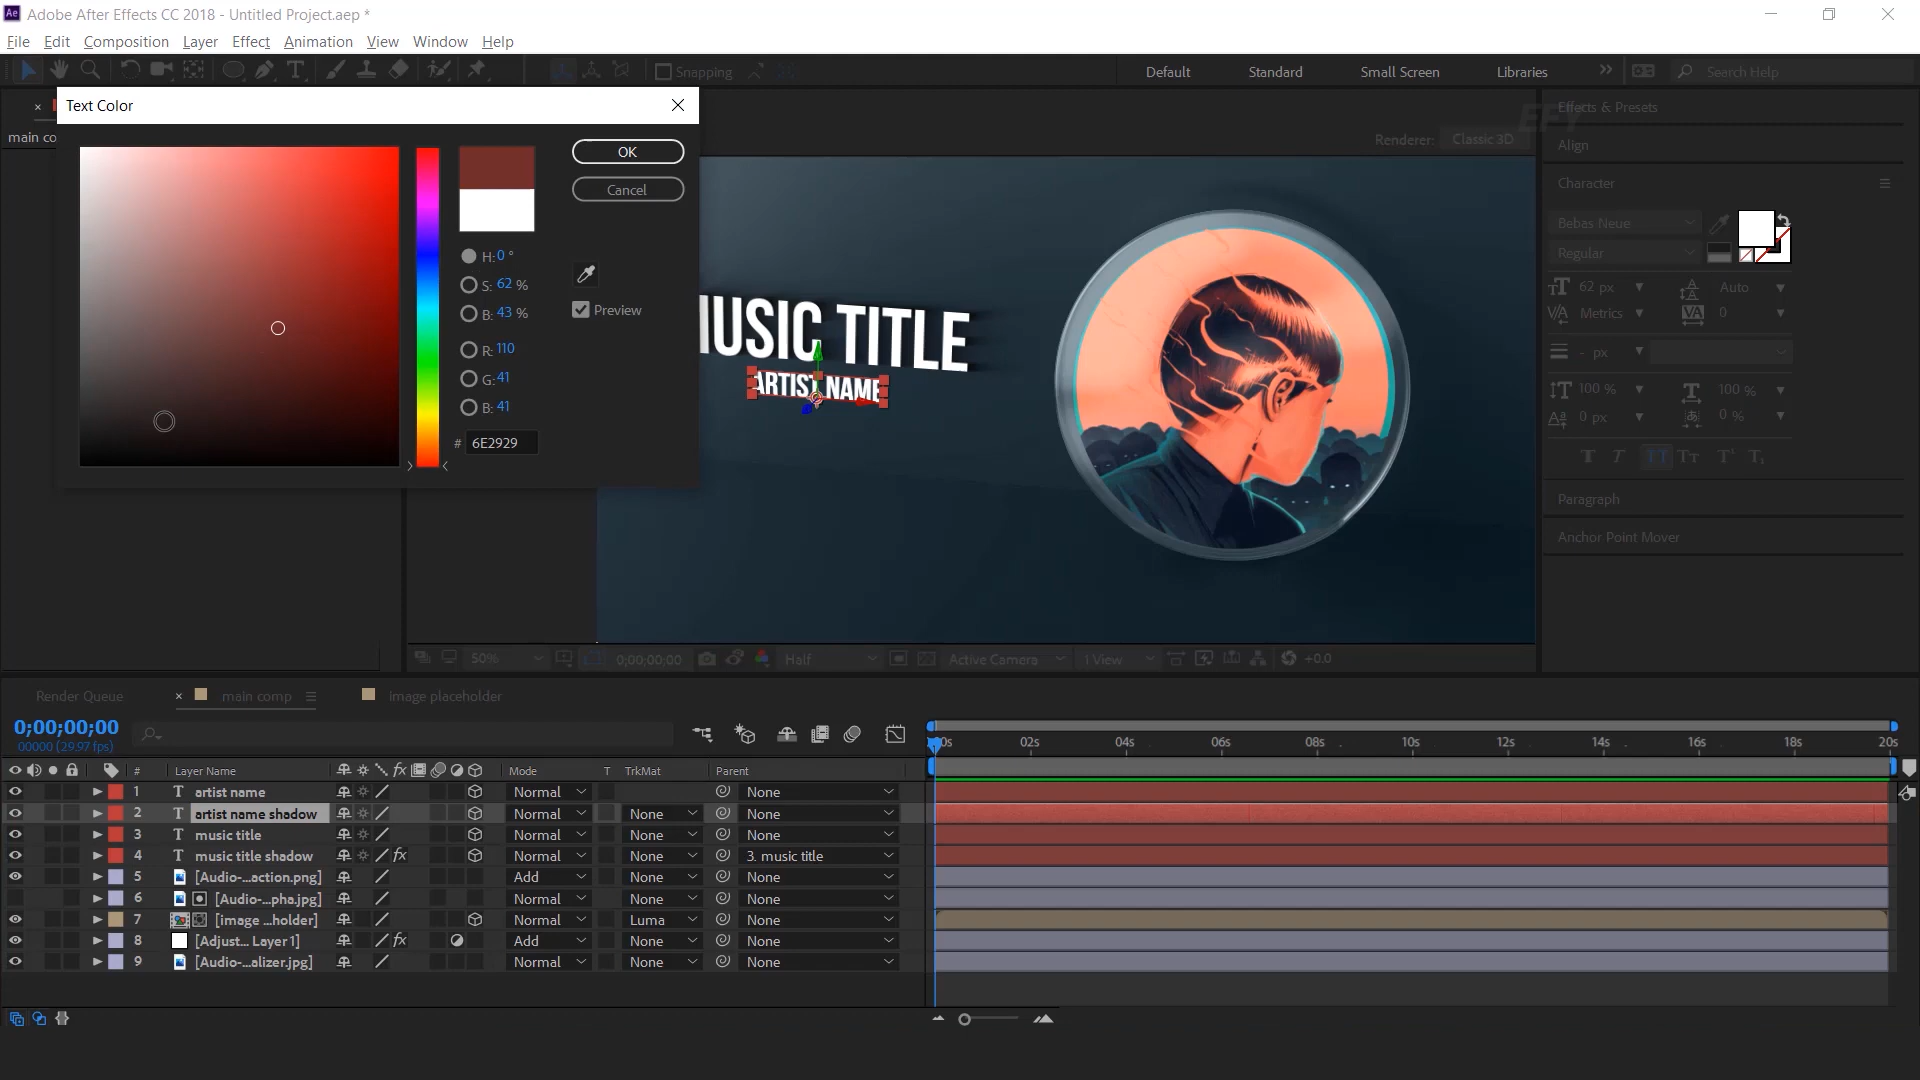 Ae Adobe After Effects CC 2018 - Untitled Project.aep *
File Edit Composition Layer Effect Animation View Window Help
Snapping Default Standard Small Screen Libraries Search Help
Text Color
main co
OK
Cancel
H: 0 °
S: 62 %
B: 43 %
Preview
R: 110
G: 41
B: 41
# 6E2929
Renderer: Classic 3D
MUSIC TITLE
ARTIST NAME
EFY
Effects & Presets
Align
Character
Bebas Neue
Regular
62 px Auto
Metrics 0
- px
100 % 100 %
0 px 0 %
Paragraph
Anchor Point Mover
50% 0;00;00;00 Half Active Camera 1 View +0.0
Render Queue main comp Image placeholder
0;00;00;00
00000 (29.97 fps)
:00s 02s 04s 06s 08s 10s 12s 14s 16s 18s 20s
# Layer Name Mode T TrkMat Parent
1 T artist name Normal None
2 T artist name shadow Normal None None
3 T music title Normal None None
4 T music title shadow Normal None 3. music title
5 [Audio-...action.png] Add None None
6 [Audio-...pha.jpg] Normal None None
7 [image ...holder] Normal Luma None
8 [Adjust... Layer 1] Add None None
9 [Audio-...alizer.jpg] Normal None None